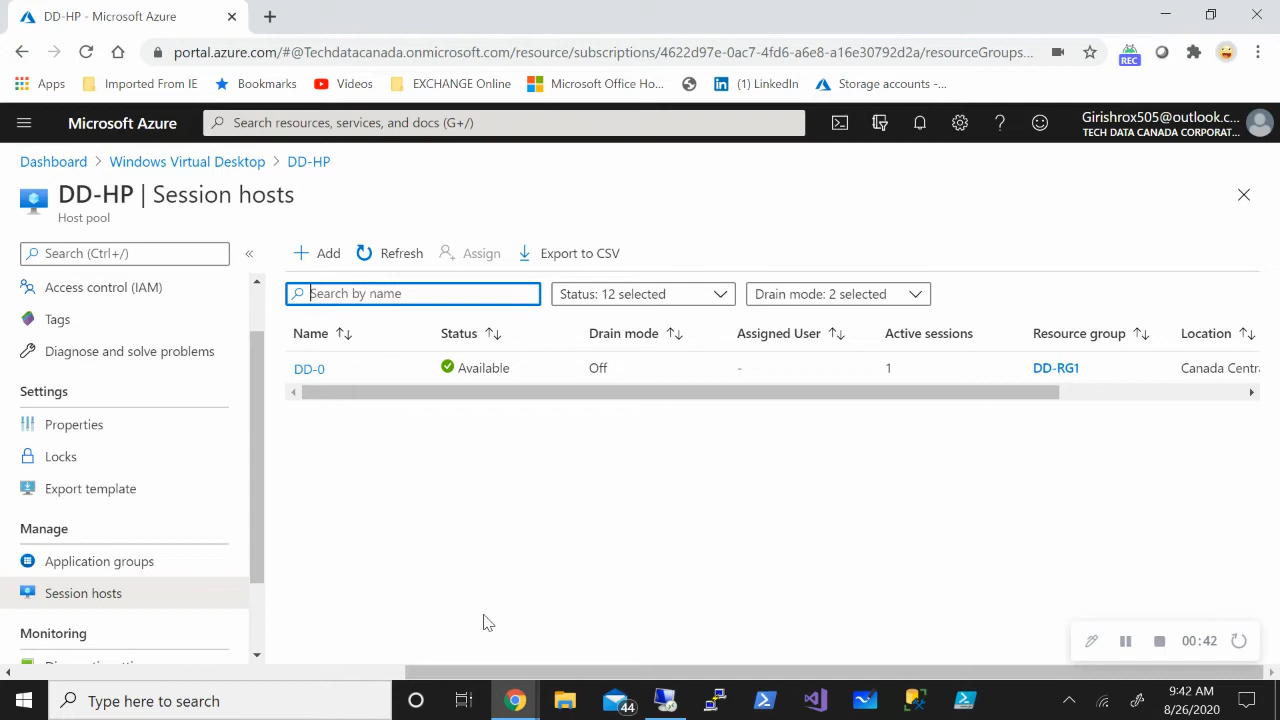 DD-HP - Microsoft Azure
portal.azure.com/#@Techdatacanada.onmicrosoft.com/resource/subscriptions/4622d97e-0ac7-4fd6-a6e8-a16e30792d2a/resourceGroups...
REC
Apps Imported From IE Bookmarks Videos EXCHANGE Online Microsoft Office Ho... (1) LinkedIn Storage accounts -...
Microsoft Azure Search resources, services, and docs (G+/) Girishrox505@outlook.c...
TECH DATA CANADA CORPORAT...
Dashboard > Windows Virtual Desktop > DD-HP
DD-HP | Session hosts
Host pool
Search (Ctrl+/) « Add Refresh Assign Export to CSV
Search by name Status: 12 selected Drain mode: 2 selected
Name Status Drain mode Assigned User Active sessions Resource group Location
DD-0 Available Off - 1 DD-RG1 Canada Centr
Access control (IAM)
Tags
Diagnose and solve problems
Settings
Properties
Locks
Export template
Manage
Application groups
Session hosts
Monitoring
00:42
Type here to search 44 9:42 AM
8/26/2020